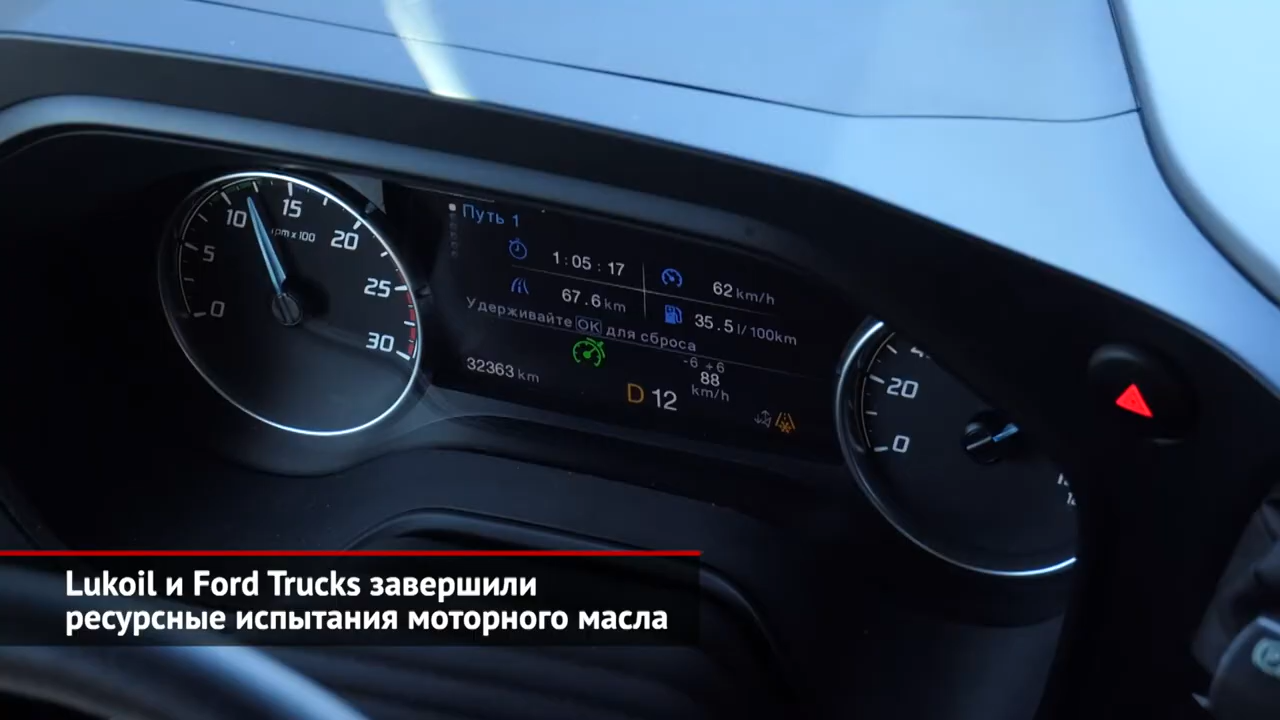 0
5
10
15
20
25
30
rpm x 100
Путь 1
1:05:17
62 km/h
67.6 km
35.5 l/100km
Удерживайте OK для сброса
-6 +6
88
km/h
32363 km
D 12
20
0
Lukoil и Ford Trucks завершили
ресурсные испытания моторного масла